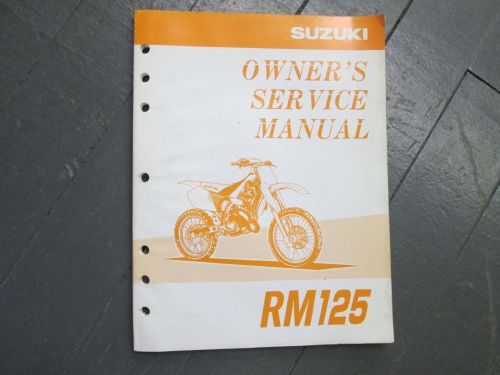 SUZUKI
OWNER'S
SERVICE
MANUAL
RM125